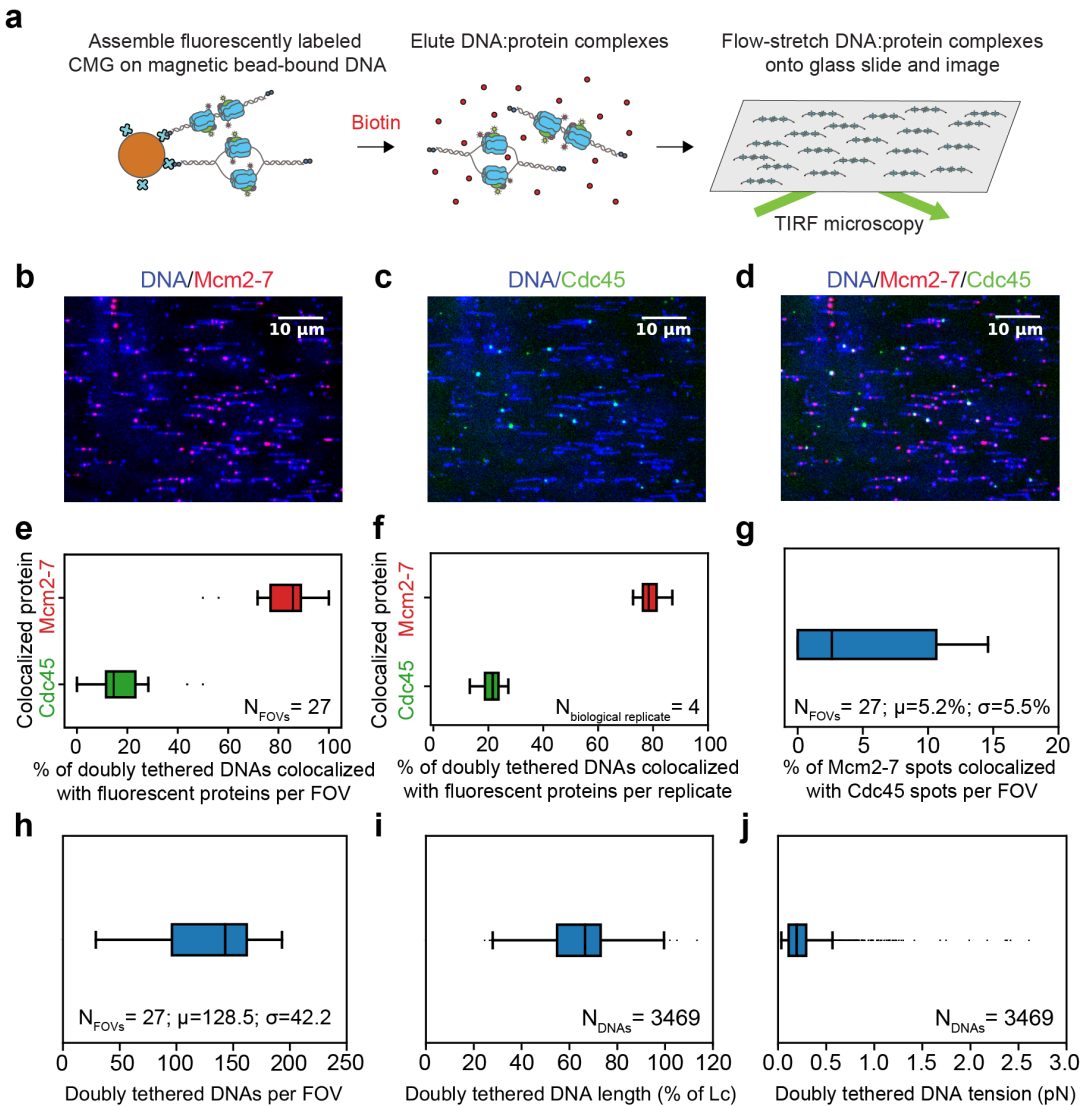 a
Assemble fluorescently labeled
CMG on magnetic bead-bound DNA
Elute DNA:protein complexes
Flow-stretch DNA:protein complexes
onto glass slide and image
Biotin
TIRF microscopy
b
DNA/Mcm2-7
10 µm
c
DNA/Cdc45
10 µm
d
DNA/Mcm2-7/Cdc45
10 µm
e
Colocalized protein
Mcm2-7
Cdc45
NFOVs= 27
0 20 40 60 80 100
% of doubly tethered DNAs colocalized
with fluorescent proteins per FOV
f
Colocalized protein
Mcm2-7
Cdc45
Nbiological replicate= 4
0 20 40 60 80 100
% of doubly tethered DNAs colocalized
with fluorescent proteins per replicate
g
NFOVs= 27; µ=5.2%; σ=5.5%
0 5 10 15 20
% of Mcm2-7 spots colocalized
with Cdc45 spots per FOV
h
NFOVs= 27; µ=128.5; σ=42.2
0 50 100 150 200 250
Doubly tethered DNAs per FOV
i
NDNAs= 3469
0 20 40 60 80 100 120
Doubly tethered DNA length (% of Lc)
j
NDNAs= 3469
0.0 0.5 1.0 1.5 2.0 2.5 3.0
Doubly tethered DNA tension (pN)